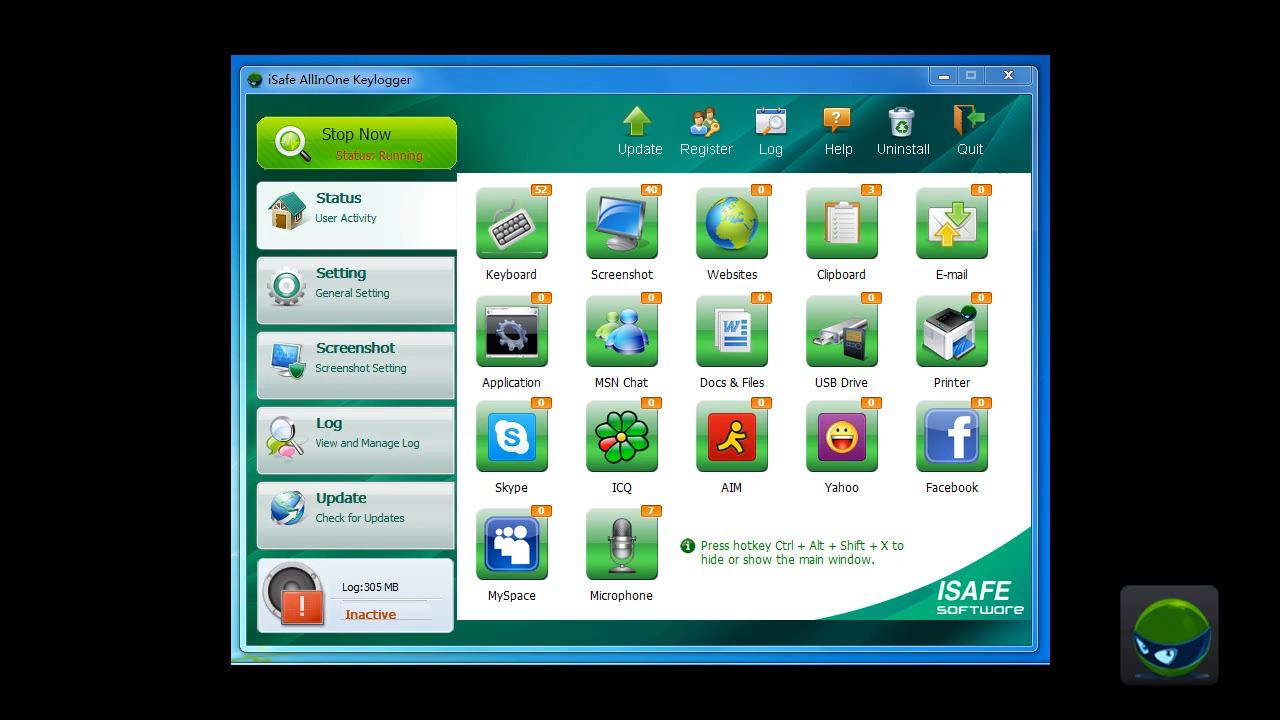 iSafe AllInOne Keylogger
Stop Now
Status: Running
Update
Register
Log
Help
Uninstall
Quit
Status
User Activity
Setting
General Setting
Screenshot
Screenshot Setting
Log
View and Manage Log
Update
Check for Updates
Log:305 MB
Inactive
52
40
0
3
0
Keyboard
Screenshot
Websites
Clipboard
E-mail
0
0
0
0
0
W
Application
MSN Chat
Docs & Files
USB Drive
Printer
0
0
0
0
0
S
f
Skype
ICQ
AIM
Yahoo
Facebook
0
7
MySpace
Microphone
Press hotkey Ctrl + Alt + Shift + X to
hide or show the main window.
ISAFE
SOFTWARE